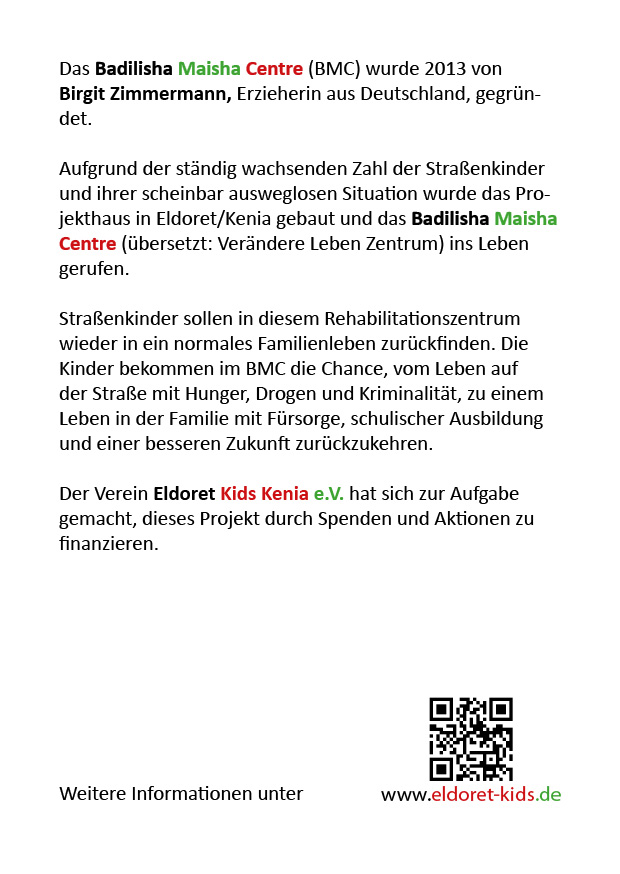 Das Badilisha Maisha Centre (BMC) wurde 2013 von
Birgit Zimmermann, Erzieherin aus Deutschland, gegrün-
det.
Aufgrund der ständig wachsenden Zahl der Straßenkinder
und ihrer scheinbar ausweglosen Situation wurde das Pro-
jekthaus in Eldoret/Kenia gebaut und das Badilisha Maisha
Centre (übersetzt: Verändere Leben Zentrum) ins Leben
gerufen.
Straßenkinder sollen in diesem Rehabilitationszentrum
wieder in ein normales Familienleben zurückfinden. Die
Kinder bekommen im BMC die Chance, vom Leben auf
der Straße mit Hunger, Drogen und Kriminalität, zu einem
Leben in der Familie mit Fürsorge, schulischer Ausbildung
und einer besseren Zukunft zurückzukehren.
Der Verein Eldoret Kids Kenia e.V. hat sich zur Aufgabe
gemacht, dieses Projekt durch Spenden und Aktionen zu
finanzieren.
Weitere Informationen unter www.eldoret-kids.de